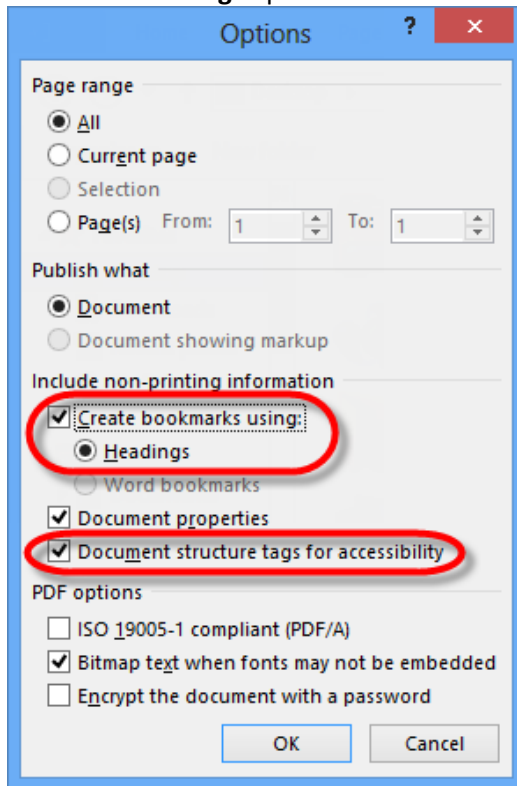 Options ? ×
Page range
All
Current page
Selection
Page(s) From: 1 To: 1
Publish what
Document
Document showing markup
Include non-printing information
Create bookmarks using:
Headings
Word bookmarks
Document properties
Document structure tags for accessibility
PDF options
ISO 19005-1 compliant (PDF/A)
Bitmap text when fonts may not be embedded
Encrypt the document with a password
OK Cancel